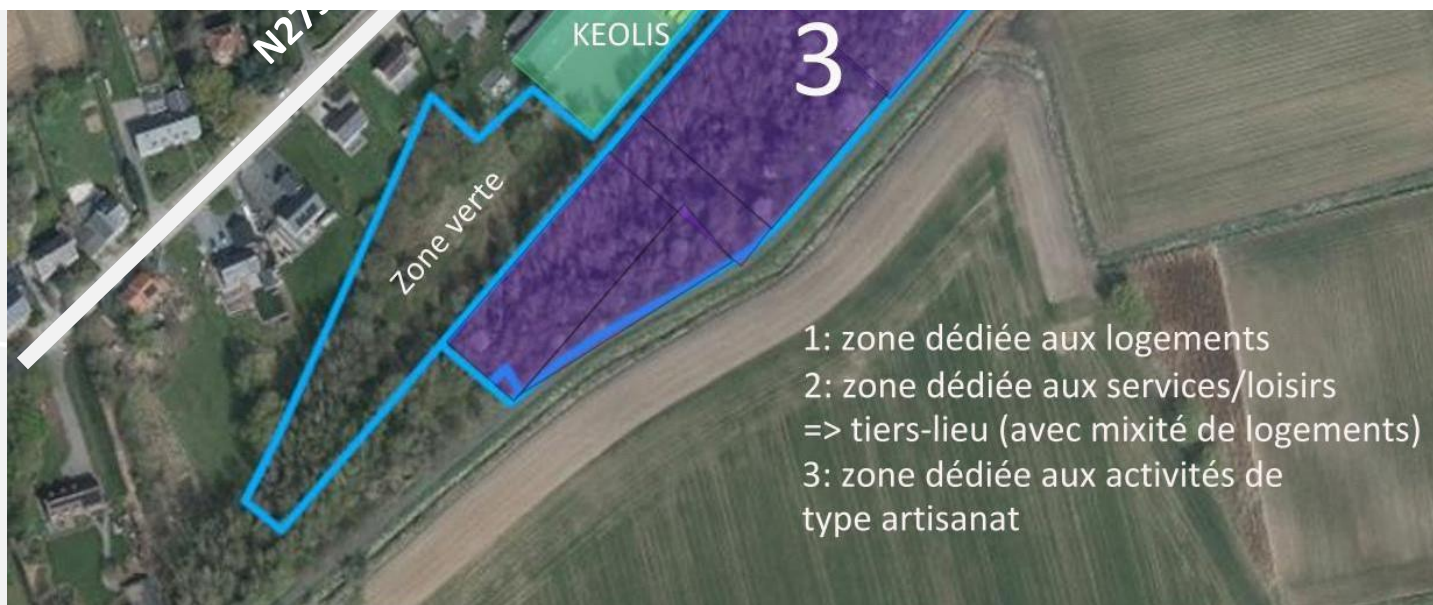 KEOLIS
3
Zone verte
1: zone dédiée aux logements
2: zone dédiée aux services/loisirs
=> tiers-lieu (avec mixité de logements)
3: zone dédiée aux activités de
type artisanat